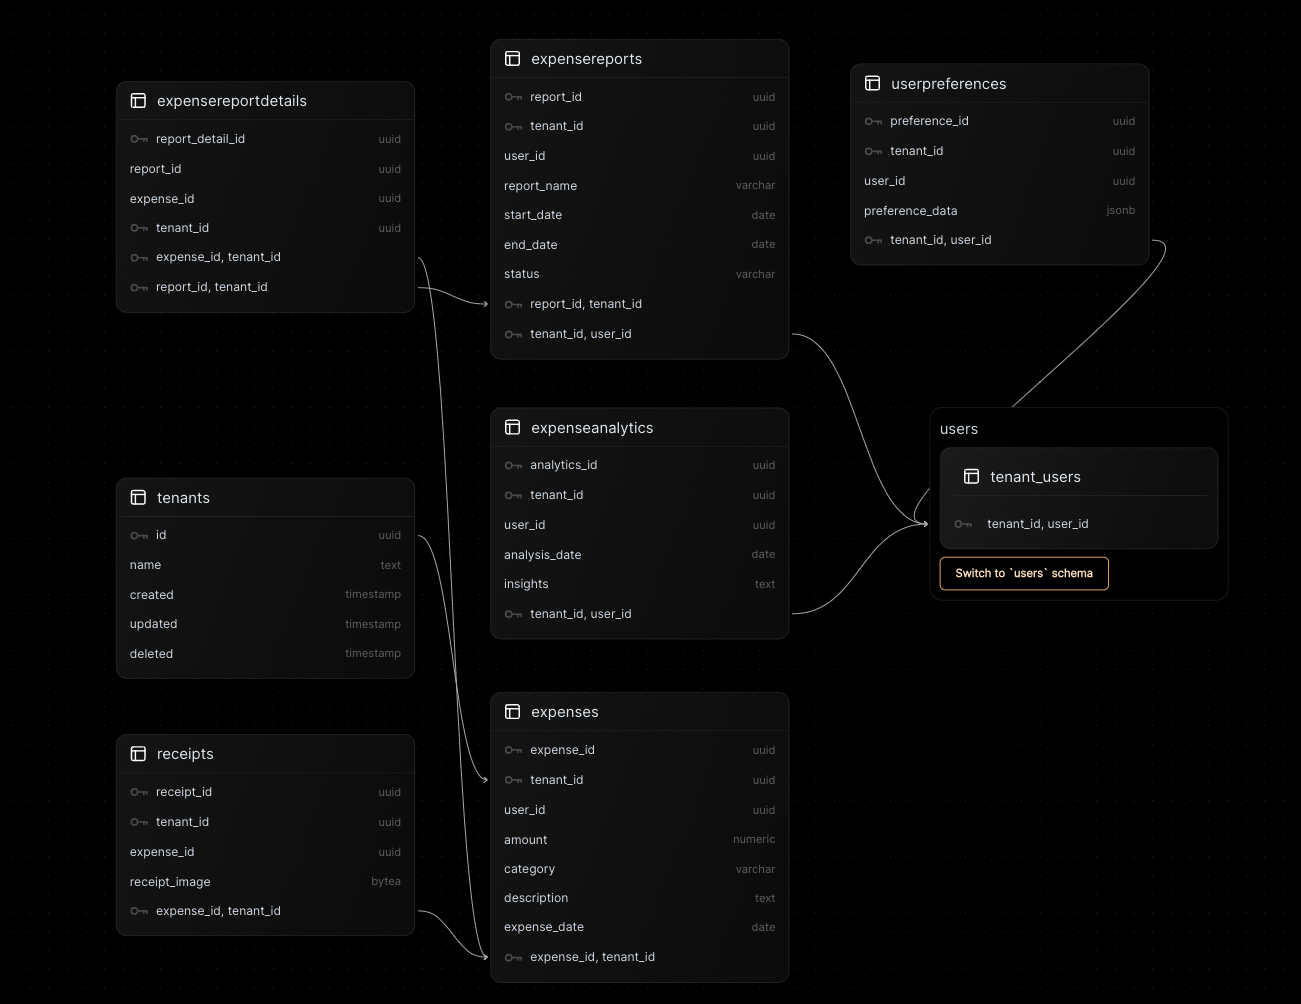 expensereportdetails
report_detail_id uuid
report_id uuid
expense_id uuid
tenant_id uuid
expense_id, tenant_id
report_id, tenant_id
tenants
id uuid
name text
created timestamp
updated timestamp
deleted timestamp
receipts
receipt_id uuid
tenant_id uuid
expense_id uuid
receipt_image bytea
expense_id, tenant_id
expensereports
report_id uuid
tenant_id uuid
user_id uuid
report_name varchar
start_date date
end_date date
status varchar
report_id, tenant_id
tenant_id, user_id
expenseanalytics
analytics_id uuid
tenant_id uuid
user_id uuid
analysis_date date
insights text
tenant_id, user_id
expenses
expense_id uuid
tenant_id uuid
user_id uuid
amount numeric
category varchar
description text
expense_date date
expense_id, tenant_id
userpreferences
preference_id uuid
tenant_id uuid
user_id uuid
preference_data jsonb
tenant_id, user_id
users
tenant_users
tenant_id, user_id
Switch to `users` schema